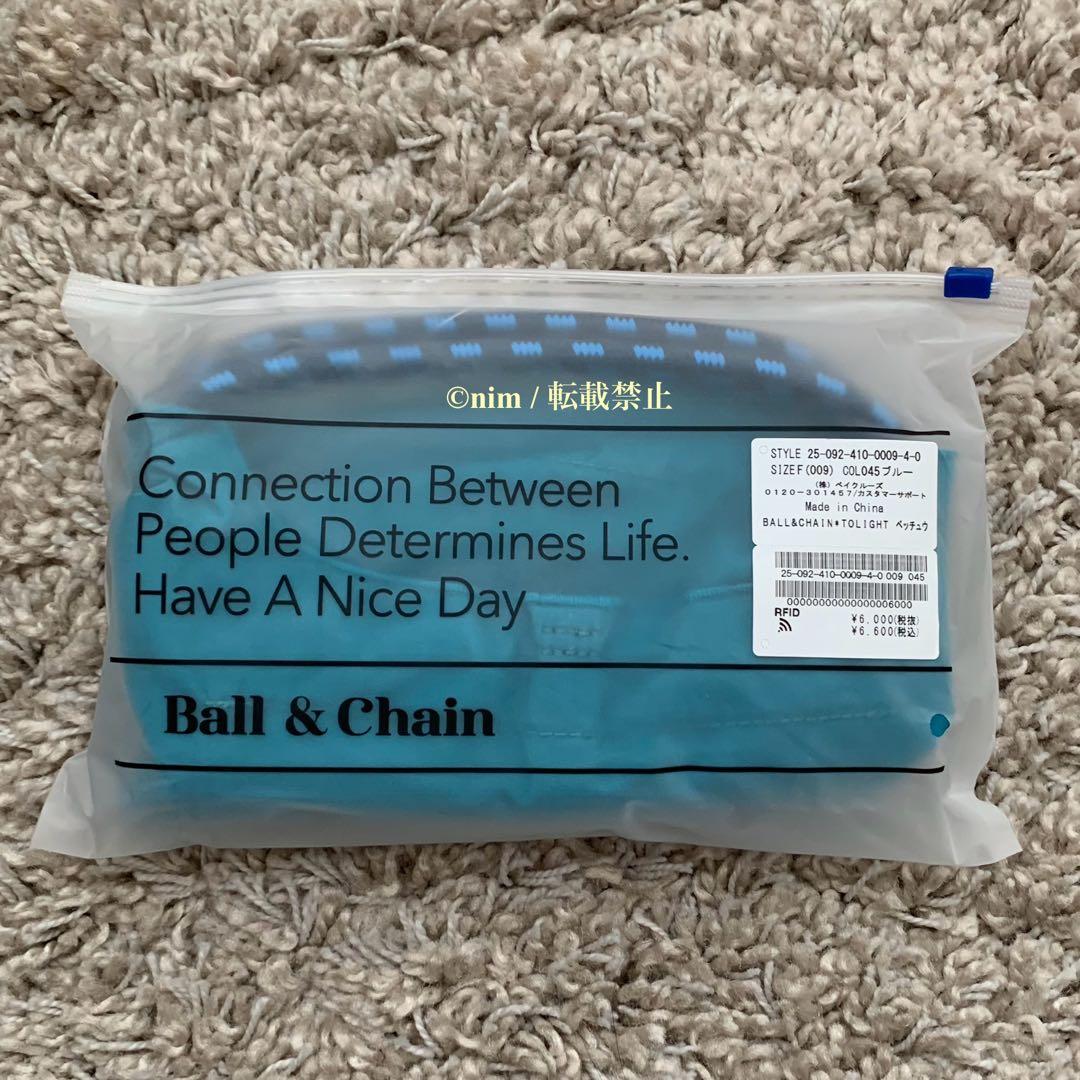 ©nim / 転載禁止
Connection Between
People Determines Life.
Have A Nice Day
Ball & Chain
STYLE 25-092-410-0009-4-0
SIZEF(009) COL045ブルー
(株) ベイクルーズ
0120-301457/カスタマーサポート
Made in China
BALL&CHAIN*TOLIGHT ベッチュウ
25-092-410-0009-4-0 009 045
00000000000000006000
RFID
¥6,000(税抜)
¥6,600(税込)